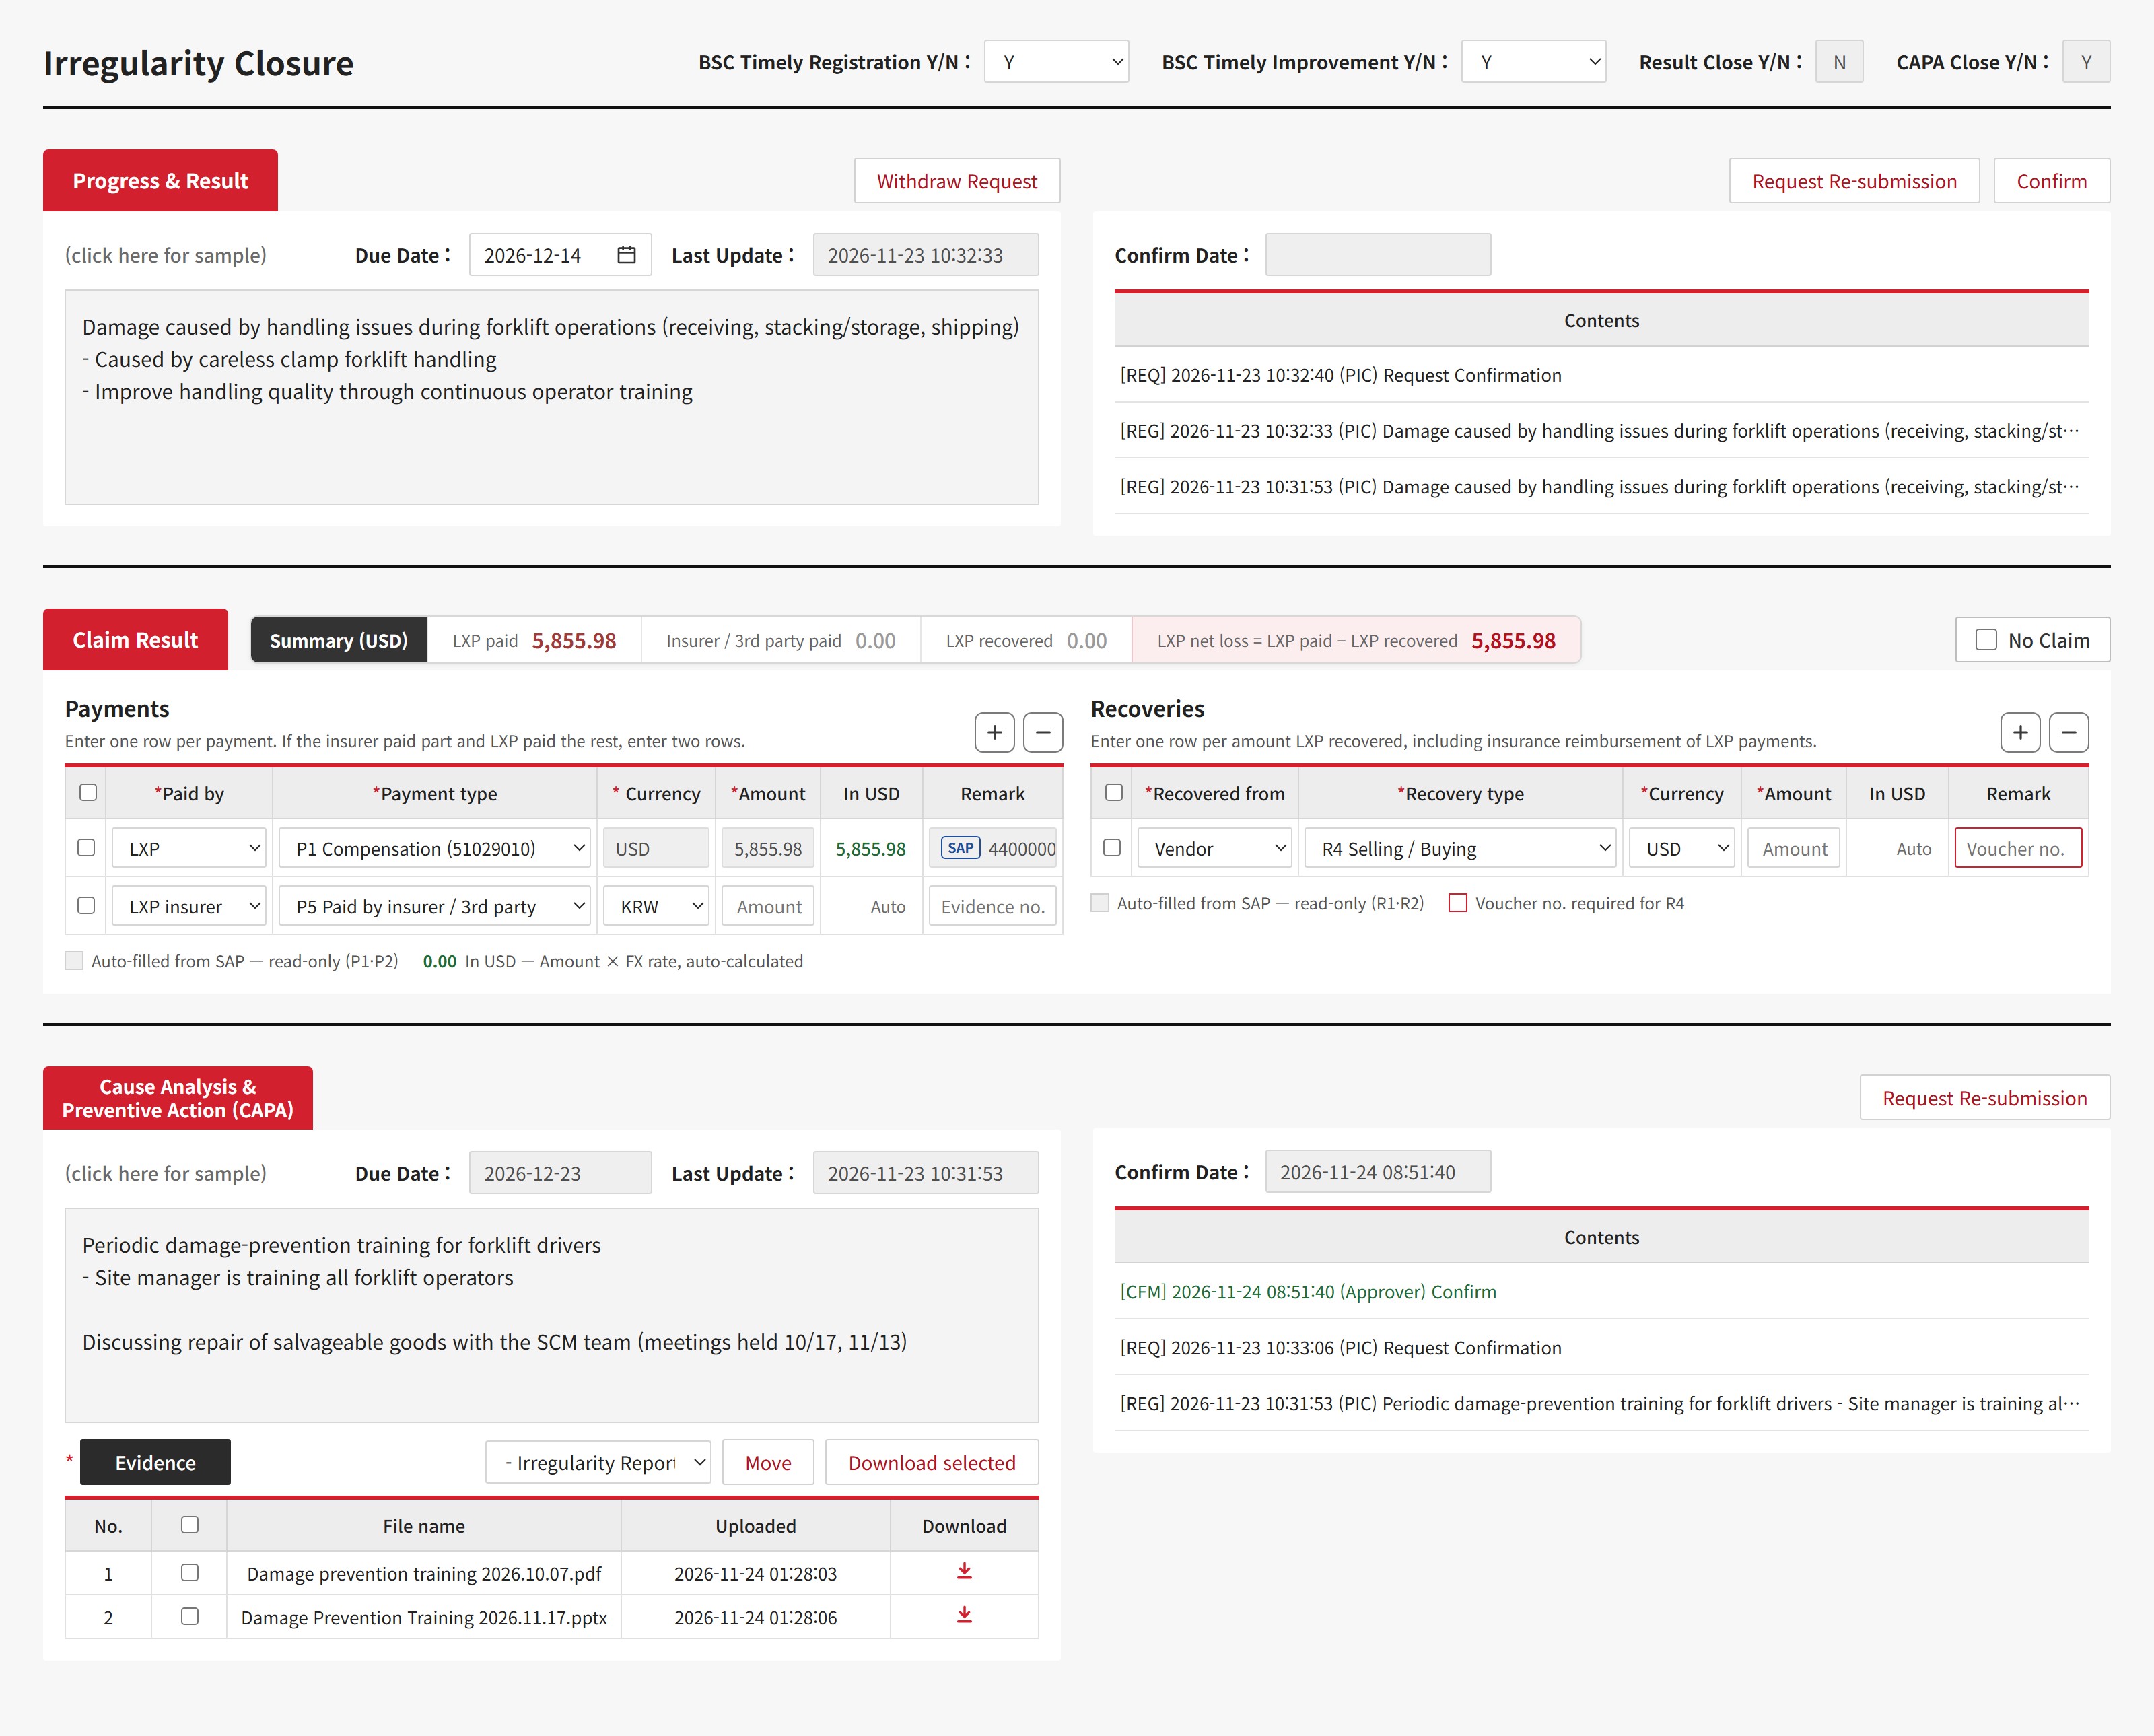 Irregularity Closure
BSC Timely Registration Y/N : Y
BSC Timely Improvement Y/N : Y
Result Close Y/N : N
CAPA Close Y/N : Y
Progress & Result
Withdraw Request
Request Re-submission
Confirm
(click here for sample)
Due Date : 2026-12-14
Last Update : 2026-11-23 10:32:33
Damage caused by handling issues during forklift operations (receiving, stacking/storage, shipping)
- Caused by careless clamp forklift handling
- Improve handling quality through continuous operator training
Confirm Date :
Contents
[REQ] 2026-11-23 10:32:40 (PIC) Request Confirmation
[REG] 2026-11-23 10:32:33 (PIC) Damage caused by handling issues during forklift operations (receiving, stacking/st⋯
[REG] 2026-11-23 10:31:53 (PIC) Damage caused by handling issues during forklift operations (receiving, stacking/st⋯
Claim Result
Summary (USD)
LXP paid 5,855.98
Insurer / 3rd party paid 0.00
LXP recovered 0.00
LXP net loss = LXP paid − LXP recovered 5,855.98
No Claim
Payments
Enter one row per payment. If the insurer paid part and LXP paid the rest, enter two rows.
+ −
*Paid by *Payment type * Currency *Amount In USD Remark
LXP P1 Compensation (51029010) USD 5,855.98 5,855.98 SAP 4400000
LXP insurer P5 Paid by insurer / 3rd party KRW Amount Auto Evidence no.
Auto-filled from SAP — read-only (P1·P2) 0.00 In USD — Amount × FX rate, auto-calculated
Recoveries
Enter one row per amount LXP recovered, including insurance reimbursement of LXP payments.
+ −
*Recovered from *Recovery type *Currency *Amount In USD Remark
Vendor R4 Selling / Buying USD Amount Auto Voucher no.
Auto-filled from SAP — read-only (R1·R2) Voucher no. required for R4
Cause Analysis &
Preventive Action (CAPA)
Request Re-submission
(click here for sample)
Due Date : 2026-12-23
Last Update : 2026-11-23 10:31:53
Periodic damage-prevention training for forklift drivers
- Site manager is training all forklift operators
Discussing repair of salvageable goods with the SCM team (meetings held 10/17, 11/13)
Confirm Date : 2026-11-24 08:51:40
Contents
[CFM] 2026-11-24 08:51:40 (Approver) Confirm
[REQ] 2026-11-23 10:33:06 (PIC) Request Confirmation
[REG] 2026-11-23 10:31:53 (PIC) Periodic damage-prevention training for forklift drivers - Site manager is training al⋯
* Evidence
- Irregularity Report
Move
Download selected
No. File name Uploaded Download
1 Damage prevention training 2026.10.07.pdf 2026-11-24 01:28:03
2 Damage Prevention Training 2026.11.17.pptx 2026-11-24 01:28:06